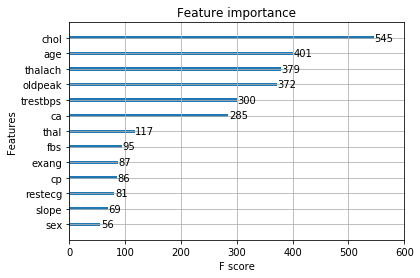 Feature importance
Features
chol 545
age 401
thalach 379
oldpeak 372
trestbps 300
ca 285
thal 117
fbs 95
exang 87
cp 86
restecg 81
slope 69
sex 56
0 100 200 300 400 500 600
F score